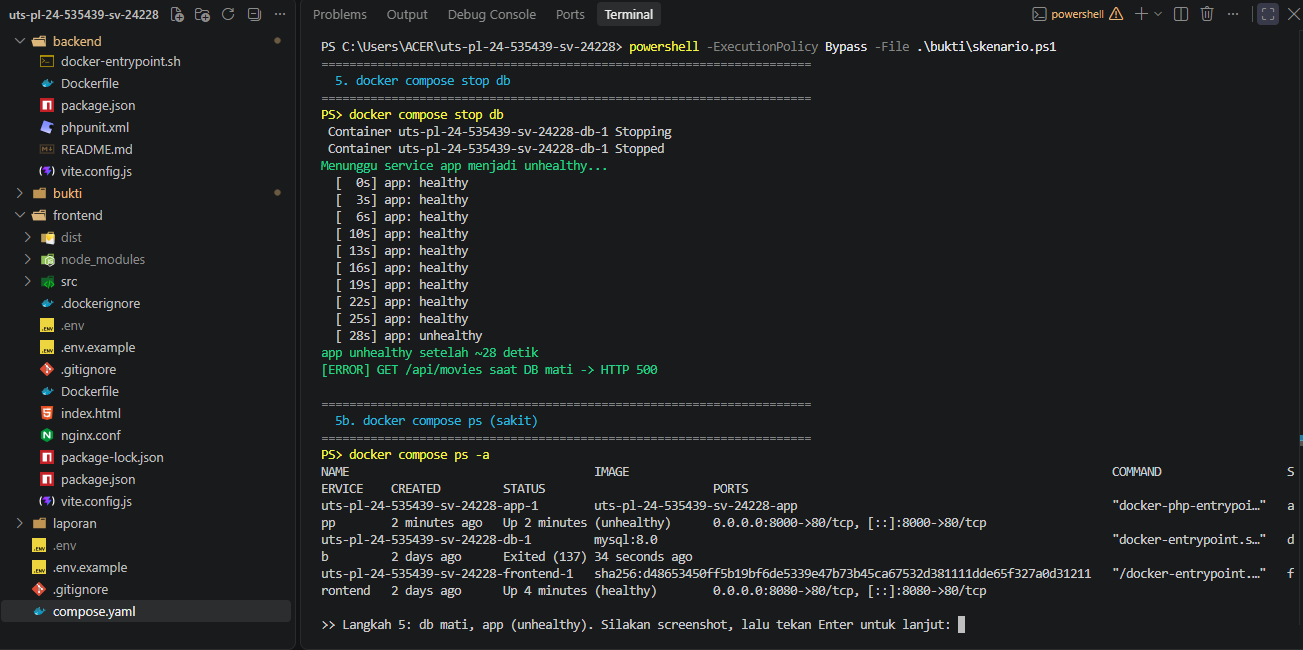 uts-pl-24-535439-sv-24228
backend
docker-entrypoint.sh
Dockerfile
package.json
phpunit.xml
README.md
vite.config.js
bukti
frontend
dist
node_modules
src
.dockerignore
.env
.env.example
.gitignore
Dockerfile
index.html
nginx.conf
package-lock.json
package.json
vite.config.js
laporan
.env
.env.example
.gitignore
compose.yaml
Problems Output Debug Console Ports Terminal powershell
PS C:\Users\ACER\uts-pl-24-535439-sv-24228> powershell -ExecutionPolicy Bypass -File .\bukti\skenario.ps1
======================================================================
5. docker compose stop db
======================================================================
PS> docker compose stop db
Container uts-pl-24-535439-sv-24228-db-1 Stopping
Container uts-pl-24-535439-sv-24228-db-1 Stopped
Menunggu service app menjadi unhealthy...
[  0s] app: healthy
[  3s] app: healthy
[  6s] app: healthy
[ 10s] app: healthy
[ 13s] app: healthy
[ 16s] app: healthy
[ 19s] app: healthy
[ 22s] app: healthy
[ 25s] app: healthy
[ 28s] app: unhealthy
app unhealthy setelah ~28 detik
[ERROR] GET /api/movies saat DB mati -> HTTP 500
======================================================================
5b. docker compose ps (sakit)
======================================================================
PS> docker compose ps -a
NAME IMAGE COMMAND S
ERVICE CREATED STATUS PORTS
uts-pl-24-535439-sv-24228-app-1 uts-pl-24-535439-sv-24228-app "docker-php-entrypoi…" a
pp 2 minutes ago Up 2 minutes (unhealthy) 0.0.0.0:8000->80/tcp, [::]:8000->80/tcp
uts-pl-24-535439-sv-24228-db-1 mysql:8.0 "docker-entrypoint.s…" d
b 2 days ago Exited (137) 34 seconds ago
uts-pl-24-535439-sv-24228-frontend-1 sha256:d48653450ff5b19bf6de5339e47b73b45ca67532d381111dde65f327a0d31211 "/docker-entrypoint.…" f
rontend 2 days ago Up 4 minutes (healthy) 0.0.0.0:8080->80/tcp, [::]:8080->80/tcp
>> Langkah 5: db mati, app (unhealthy). Silakan screenshot, lalu tekan Enter untuk lanjut: